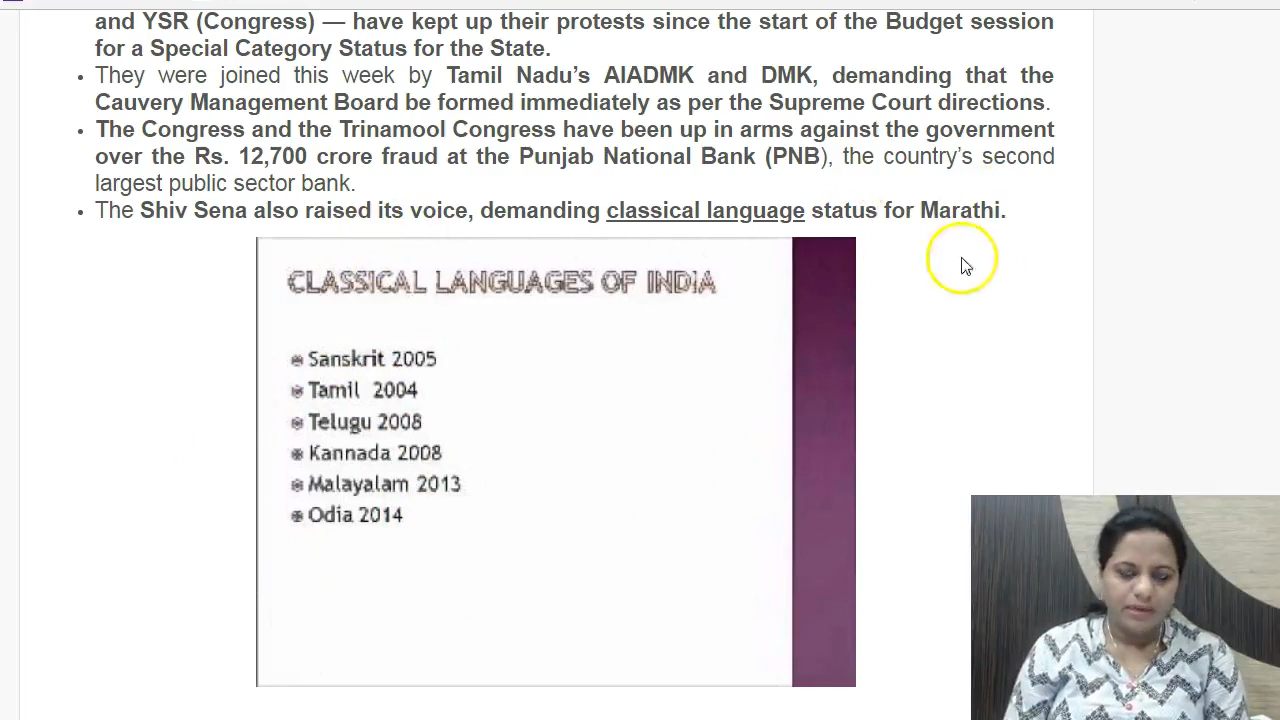 and YSR (Congress) — have kept up their protests since the start of the Budget session
for a Special Category Status for the State.
They were joined this week by Tamil Nadu’s AIADMK and DMK, demanding that the
Cauvery Management Board be formed immediately as per the Supreme Court directions.
The Congress and the Trinamool Congress have been up in arms against the government
over the Rs. 12,700 crore fraud at the Punjab National Bank (PNB), the country’s second
largest public sector bank.
The Shiv Sena also raised its voice, demanding classical language status for Marathi.
CLASSICAL LANGUAGES OF INDIA
Sanskrit 2005
Tamil 2004
Telugu 2008
Kannada 2008
Malayalam 2013
Odia 2014